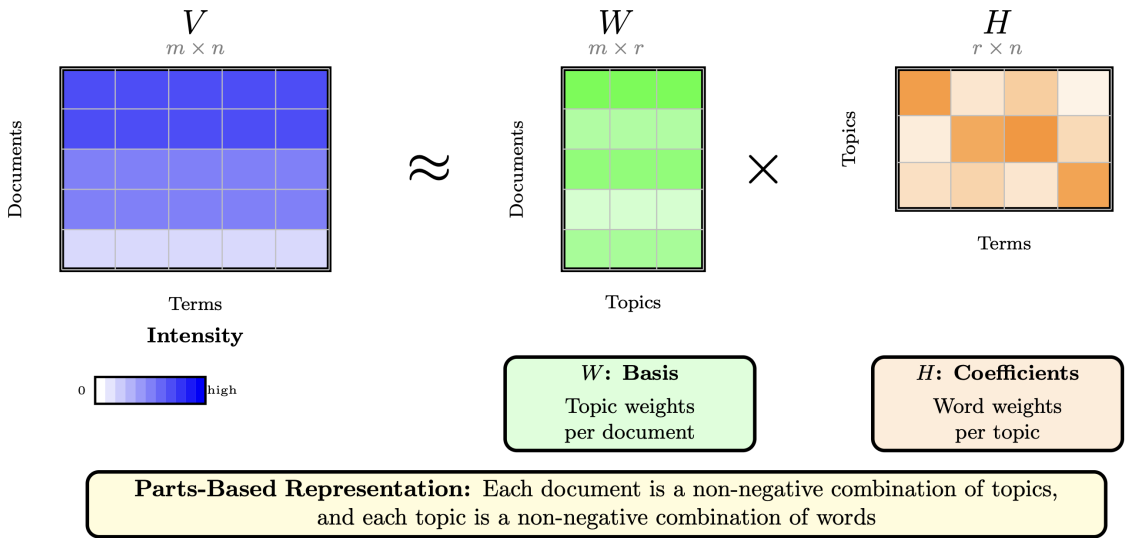 V
m × n
Documents
Terms
≈
W
m × r
Documents
Topics
×
H
r × n
Topics
Terms
Intensity
0
high
W: Basis
Topic weights
per document
H: Coefficients
Word weights
per topic
Parts-Based Representation: Each document is a non-negative combination of topics,
and each topic is a non-negative combination of words